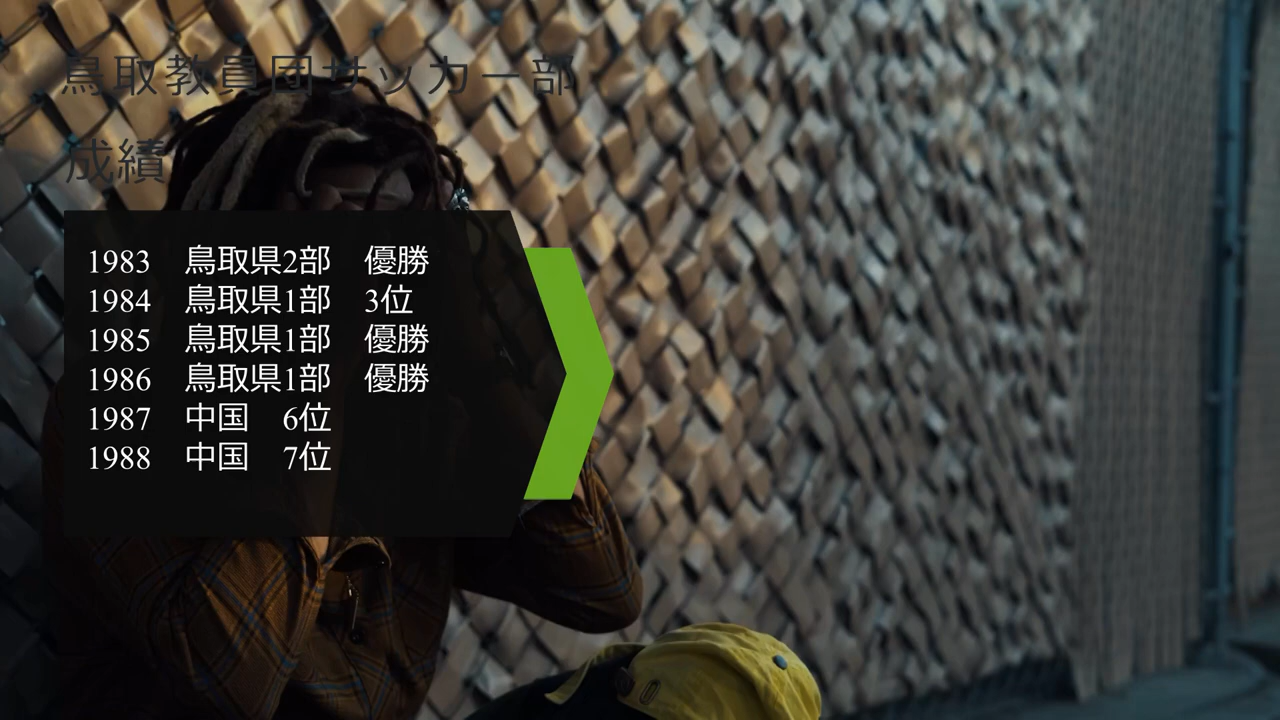 鳥取教員団サッカー部
成績
1983　鳥取県2部　優勝
1984　鳥取県1部　3位
1985　鳥取県1部　優勝
1986　鳥取県1部　優勝
1987　中国　6位
1988　中国　7位